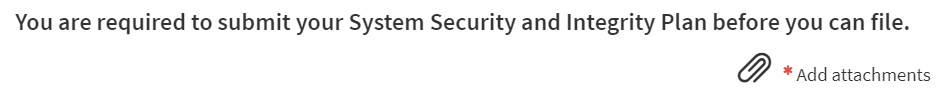 You are required to submit your System Security and Integrity Plan before you can file.
* Add attachments